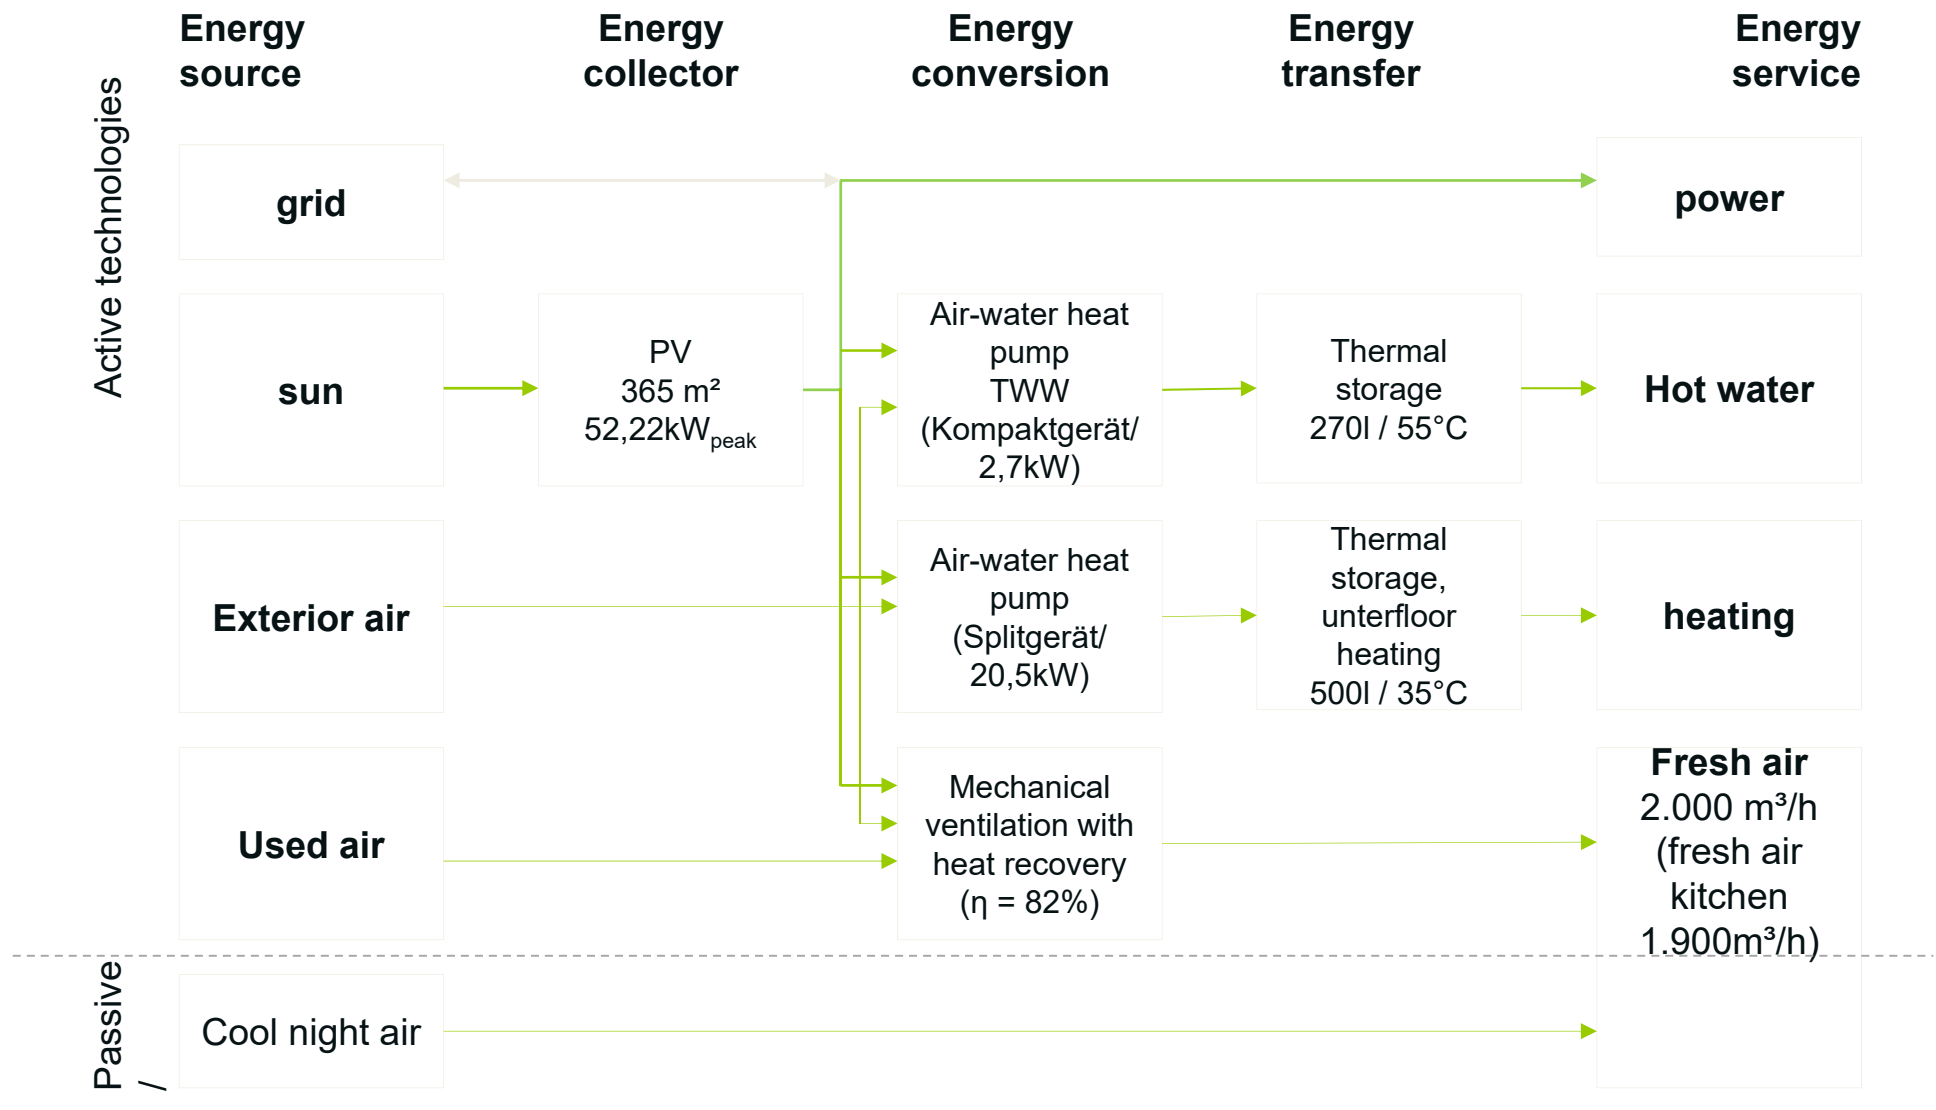 Energy
source
Energy
collector
Energy
conversion
Energy
transfer
Energy
service
Active technologies
grid
power
sun
PV
365 m²
52,22kWpeak
Air-water heat
pump
TWW
(Kompaktgerät/
2,7kW)
Thermal
storage
270l / 55°C
Hot water
Exterior air
Air-water heat
pump
(Splitgerät/
20,5kW)
Thermal
storage,
unterfloor
heating
500l / 35°C
heating
Used air
Mechanical
ventilation with
heat recovery
(η = 82%)
Fresh air
2.000 m³/h
(fresh air
kitchen
1.900m³/h)
Passive
/
Cool night air